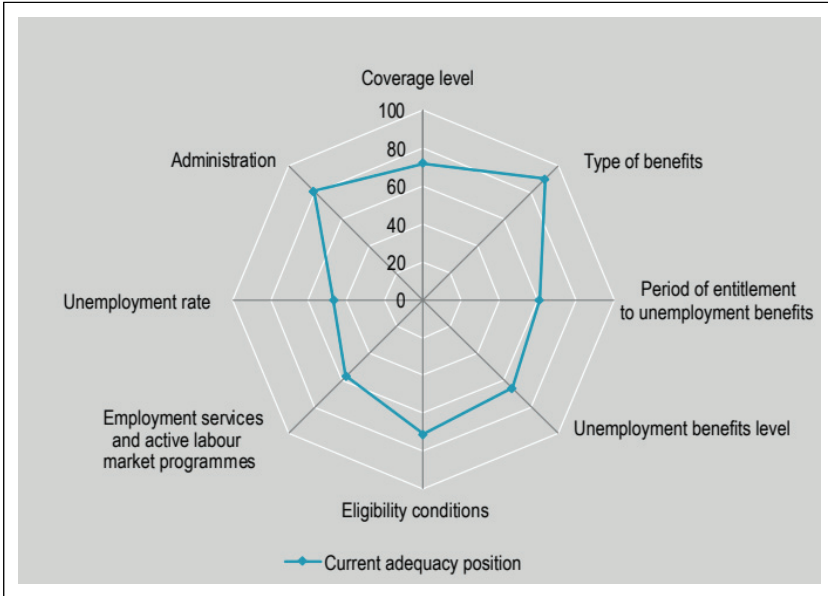 Coverage level
100
80
60
40
20
0
Administration
Type of benefits
Unemployment rate
Period of entitlement
to unemployment benefits
Employment services
and active labour
market programmes
Unemployment benefits level
Eligibility conditions
Current adequacy position